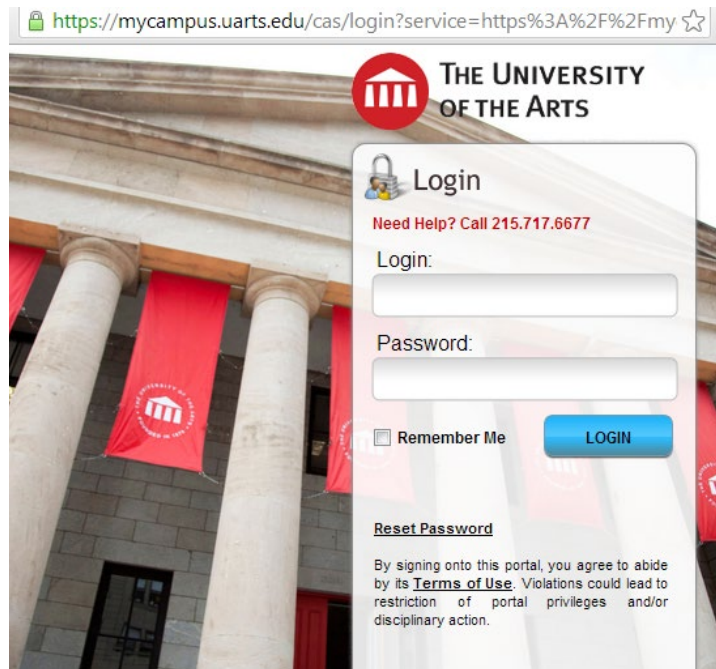 https://mycampus.uarts.edu/cas/login?service=https%3A%2F%2Fmy
THE UNIVERSITY
OF THE ARTS
Login
Need Help? Call 215.717.6677
Login:
Password:
Remember Me
LOGIN
Reset Password
By signing onto this portal, you agree to abide
by its Terms of Use. Violations could lead to
restriction of portal privileges and/or
disciplinary action.